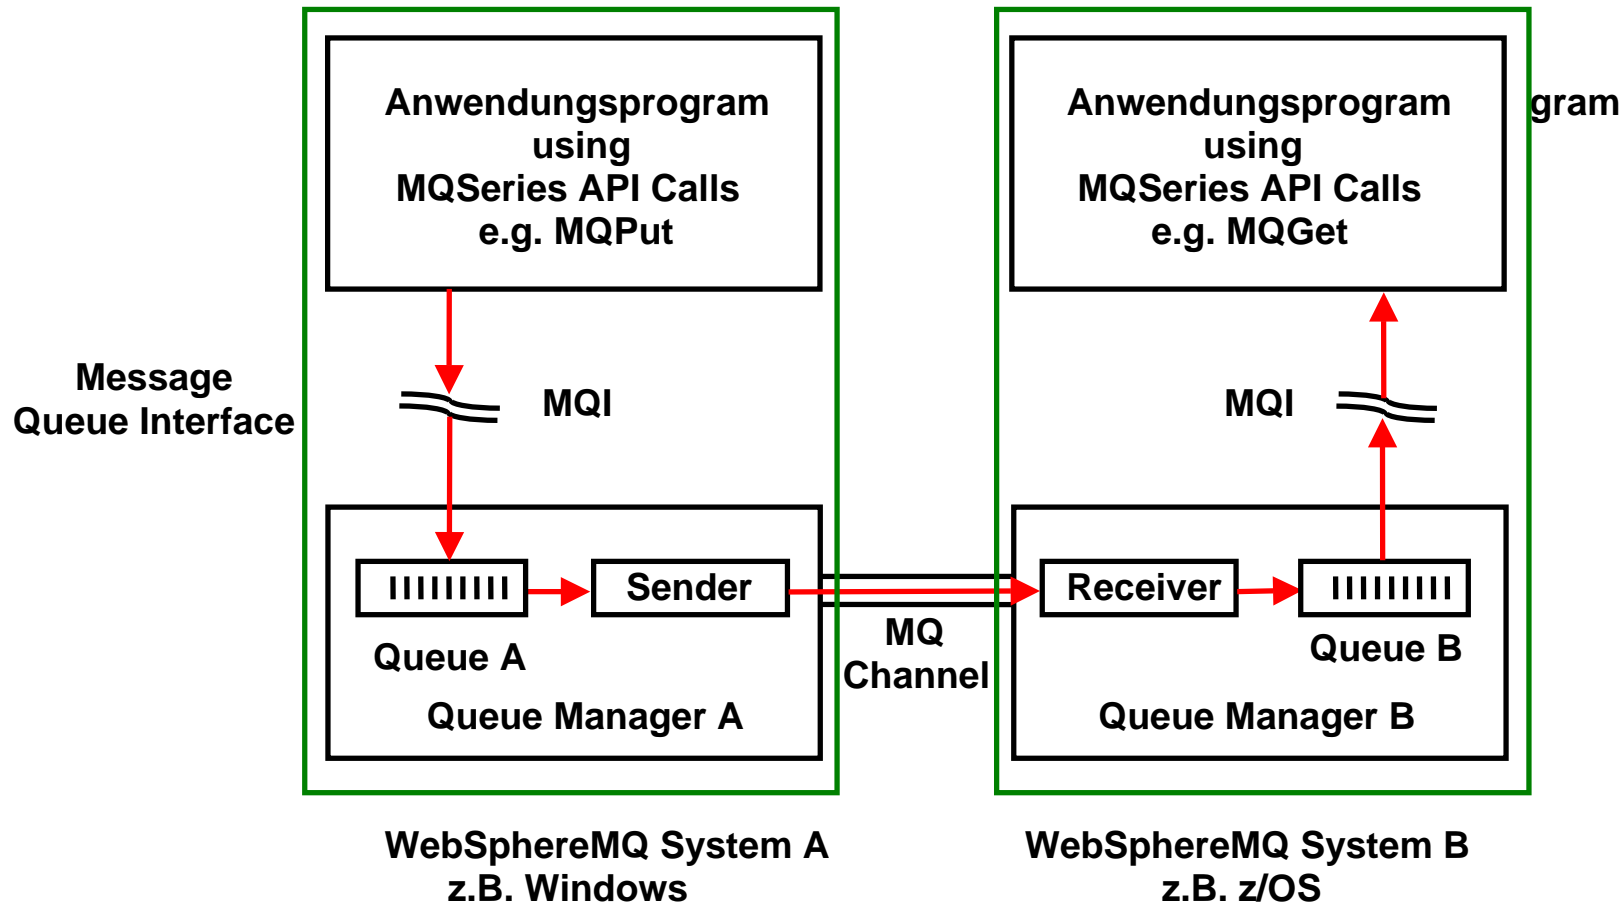 Anwendungsprogram
using
MQSeries API Calls
e.g. MQPut
Anwendungsprogram
using
MQSeries API Calls
e.g. MQGet
gram
Message
Queue Interface
MQI
MQI
Sender
Queue A
Queue Manager A
MQ
Channel
Receiver
Queue B
Queue Manager B
WebSphereMQ System A
z.B. Windows
WebSphereMQ System B
z.B. z/OS